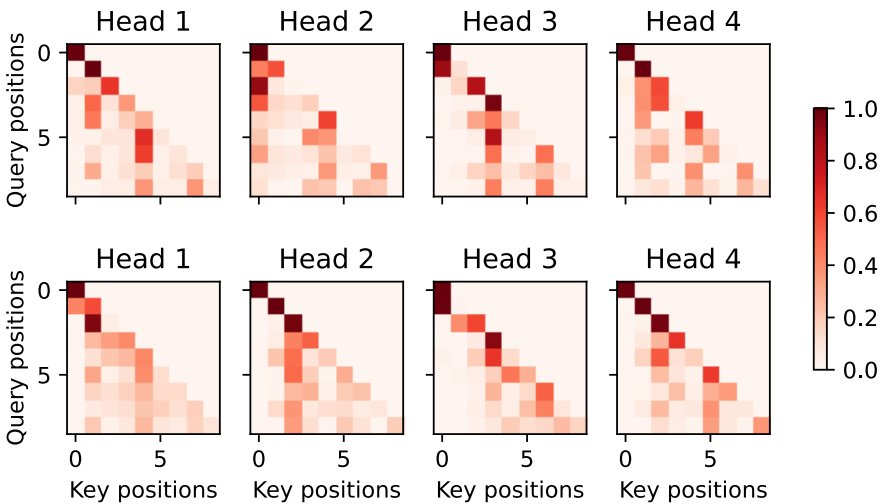 Head 1 Head 2 Head 3 Head 4
Query positions
0
5
1.0
0.8
0.6
0.4
0.2
0.0
Head 1 Head 2 Head 3 Head 4
Query positions
0
5
0 5 0 5 0 5 0 5
Key positions Key positions Key positions Key positions